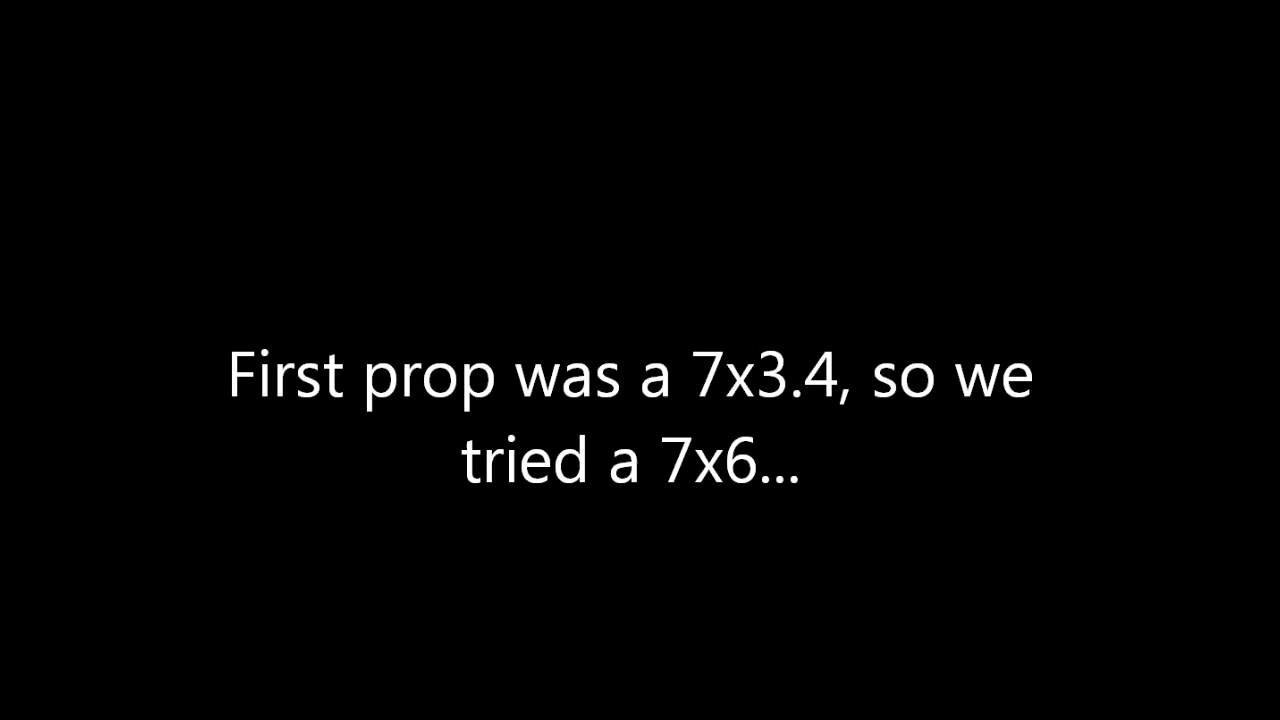 First prop was a 7x3.4, so we
tried a 7x6...